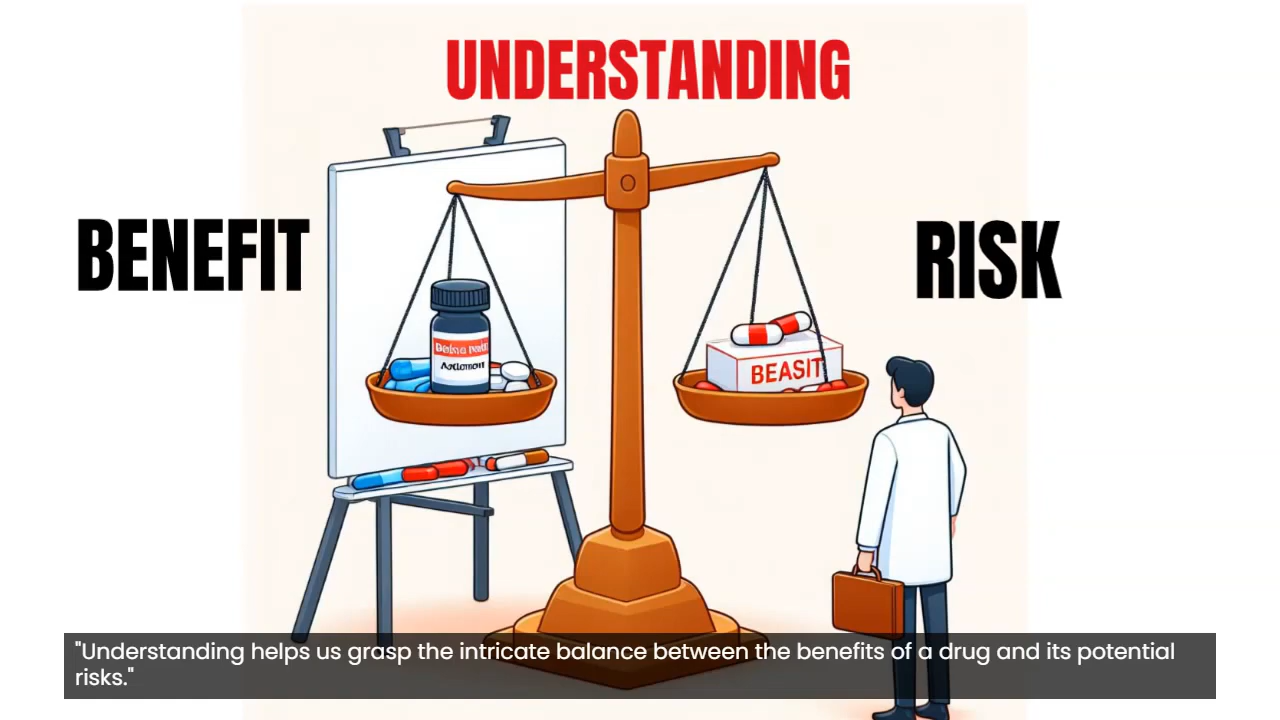 UNDERSTANDING
BENEFIT
RISK
BEASIT
"Understanding helps us grasp the intricate balance between the benefits of a drug and its potential
risks."